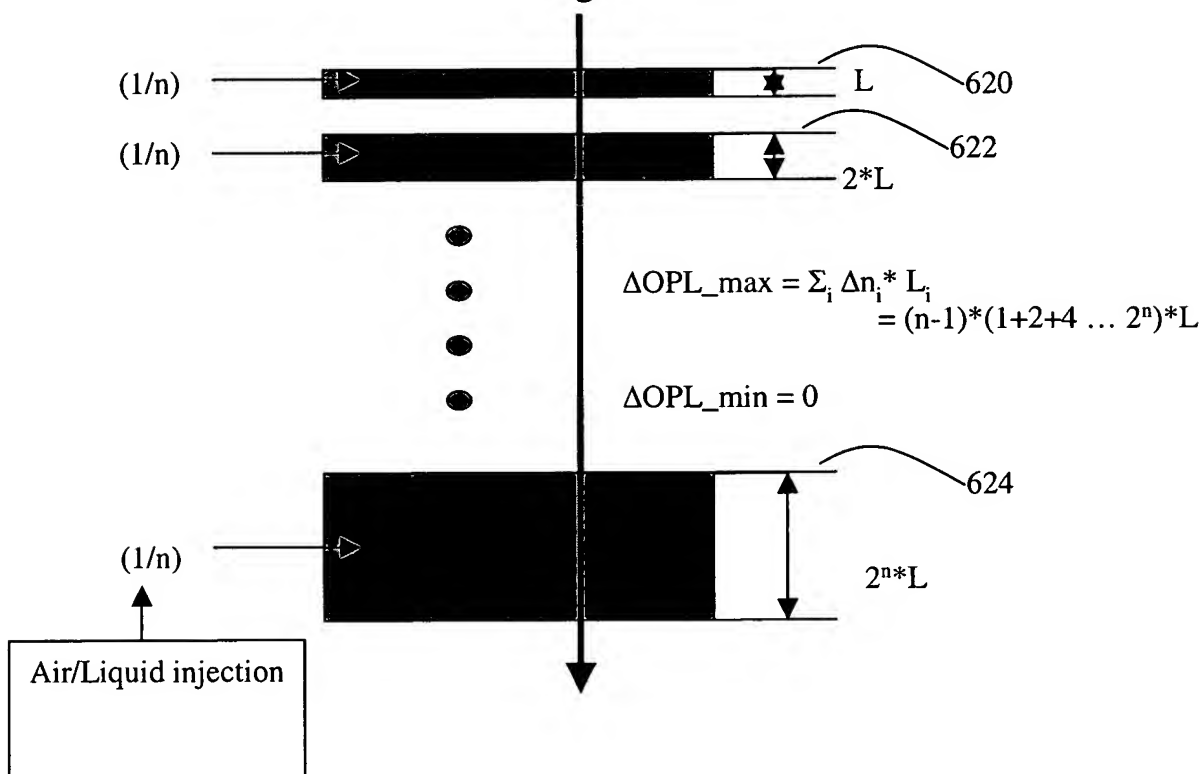 (1/n)
L
620
(1/n)
622
2*L
ΔOPL_max = Σᵢ Δnᵢ* Lᵢ
= (n-1)*(1+2+4 … 2ⁿ)*L
ΔOPL_min = 0
624
(1/n)
2ⁿ*L
Air/Liquid injection